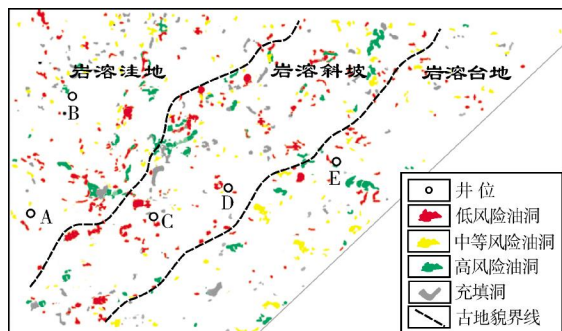 岩溶洼地 岩溶斜坡 岩溶台地
B
E
D
A
C
井 位
低风险油洞
中等风险油洞
高风险油洞
充填洞
古地貌界线